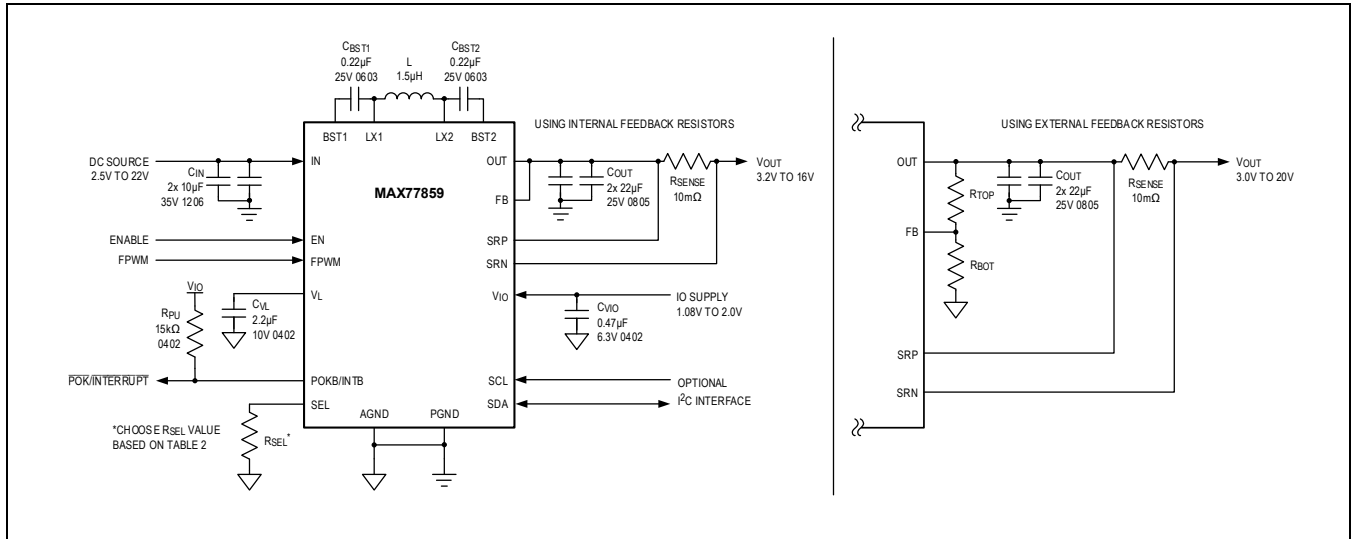 CBST1
0.22µF
25V 0603
L
1.5µH
CBST2
0.22µF
25V 0603
BST1
LX1
LX2
BST2
USING INTERNAL FEEDBACK RESISTORS
DC SOURCE
2.5V TO 22V
CIN
2x 10µF
35V 1206
IN
MAX77859
OUT
FB
COUT
2x 22µF
25V 0805
RSENSE
10mΩ
VOUT
3.2V TO 16V
ENABLE
EN
FPWM
FPWM
SRP
SRN
VIO
RPU
15kΩ
0402
CVL
2.2µF
10V 0402
VL
VIO
CVIO
0.47µF
6.3V 0402
IO SUPPLY
1.08V TO 2.0V
POK/INTERRUPT
POKB/INTB
SEL
SCL
SDA
OPTIONAL
I2C INTERFACE
AGND
PGND
*CHOOSE RSEL VALUE
BASED ON TABLE 2
RSEL*
USING EXTERNAL FEEDBACK RESISTORS
OUT
RTOP
COUT
2x 22µF
25V 0805
RSENSE
10mΩ
VOUT
3.0V TO 20V
FB
RBOT
SRP
SRN